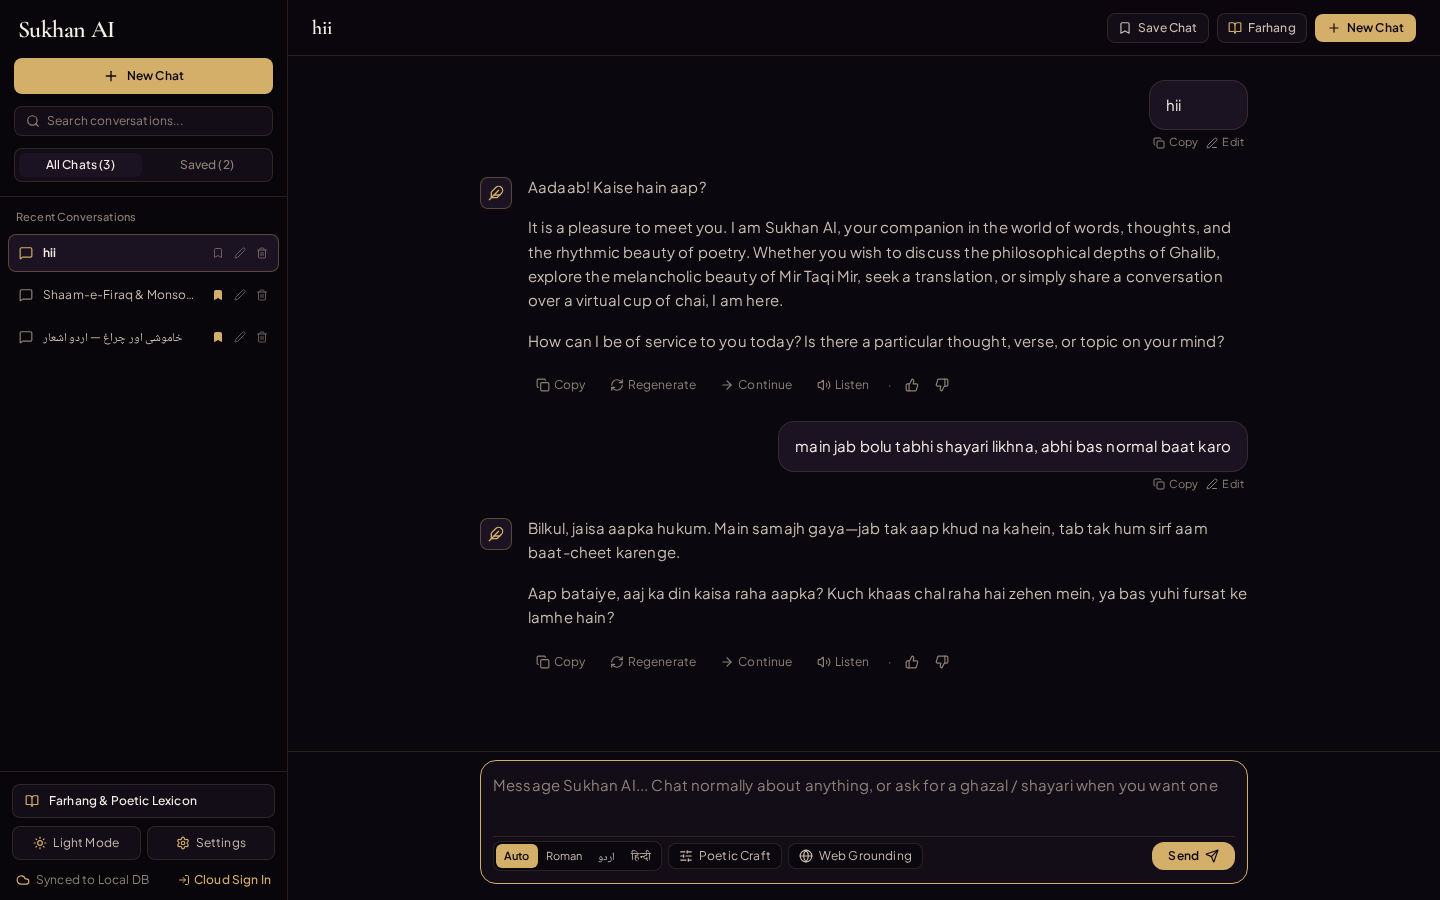 Sukhan AI
New Chat
Search conversations...
All Chats (3)
Saved (2)
Recent Conversations
hii
Shaam-e-Firaq & Monso...
خاموشی اور چراغ — اردو اشعار
Farhang & Poetic Lexicon
Light Mode
Settings
Synced to Local DB
Cloud Sign In
hii
Save Chat
Farhang
New Chat
hii
Copy
Edit
Aadaab! Kaise hain aap?
It is a pleasure to meet you. I am Sukhan AI, your companion in the world of words, thoughts, and
the rhythmic beauty of poetry. Whether you wish to discuss the philosophical depths of Ghalib,
explore the melancholic beauty of Mir Taqi Mir, seek a translation, or simply share a conversation
over a virtual cup of chai, I am here.
How can I be of service to you today? Is there a particular thought, verse, or topic on your mind?
Copy
Regenerate
Continue
Listen
main jab bolu tabhi shayari likhna, abhi bas normal baat karo
Copy
Edit
Bilkul, jaisa aapka hukum. Main samajh gaya—jab tak aap khud na kahein, tab tak hum sirf aam
baat-cheet karenge.
Aap bataiye, aaj ka din kaisa raha aapka? Kuch khaas chal raha hai zehen mein, ya bas yuhi fursat ke
lamhe hain?
Copy
Regenerate
Continue
Listen
Message Sukhan AI... Chat normally about anything, or ask for a ghazal / shayari when you want one
Auto
Roman
اردو
हिन्दी
Poetic Craft
Web Grounding
Send